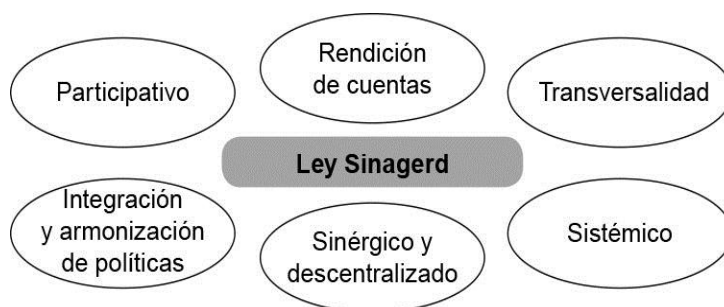 Participativo
Rendición
de cuentas
Transversalidad
Ley Sinagerd
Integración
y armonización
de políticas
Sinérgico y
descentralizado
Sistémico